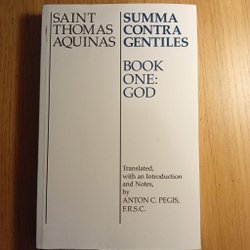 SAINT
THOMAS
AQUINAS
SUMMA
CONTRA
GENTILES
BOOK
ONE:
GOD
Translated,
with an Introduction
and Notes,
by
ANTON C. PEGIS,
F.R.S.C.